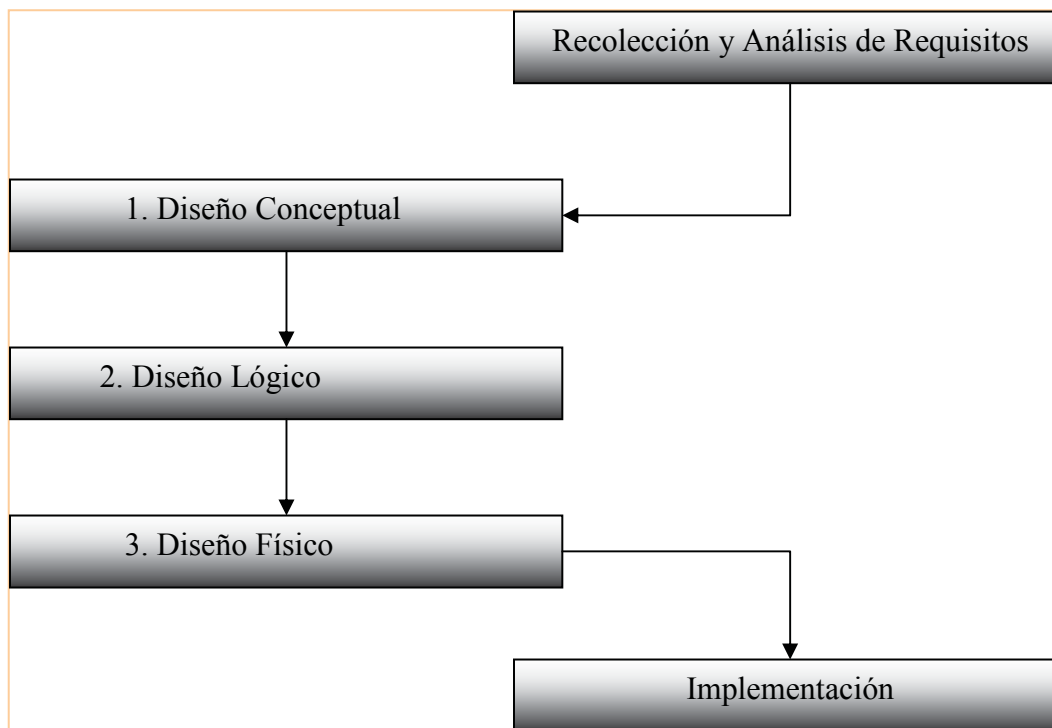 Recolección y Análisis de Requisitos
1. Diseño Conceptual
2. Diseño Lógico
3. Diseño Físico
Implementación